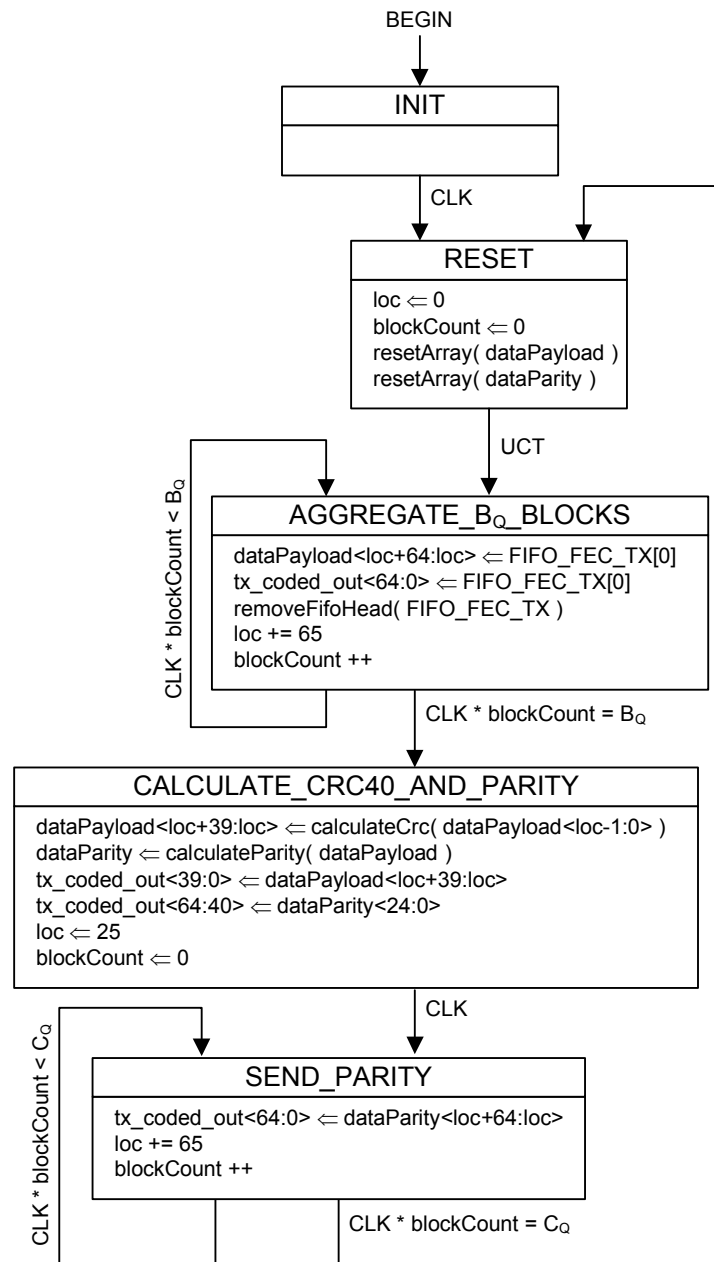 BEGIN
INIT
CLK
RESET
loc ⇐ 0
blockCount ⇐ 0
resetArray( dataPayload )
resetArray( dataParity )
UCT
CLK * blockCount < BQ
AGGREGATE_BQ_BLOCKS
dataPayload<loc+64:loc> ⇐ FIFO_FEC_TX[0]
tx_coded_out<64:0> ⇐ FIFO_FEC_TX[0]
removeFifoHead( FIFO_FEC_TX )
loc += 65
blockCount ++
CLK * blockCount = BQ
CALCULATE_CRC40_AND_PARITY
dataPayload<loc+39:loc> ⇐ calculateCrc( dataPayload<loc-1:0> )
dataParity ⇐ calculateParity( dataPayload )
tx_coded_out<39:0> ⇐ dataPayload<loc+39:loc>
tx_coded_out<64:40> ⇐ dataParity<24:0>
loc ⇐ 25
blockCount ⇐ 0
CLK
CLK * blockCount < CQ
SEND_PARITY
tx_coded_out<64:0> ⇐ dataParity<loc+64:loc>
loc += 65
blockCount ++
CLK * blockCount = CQ